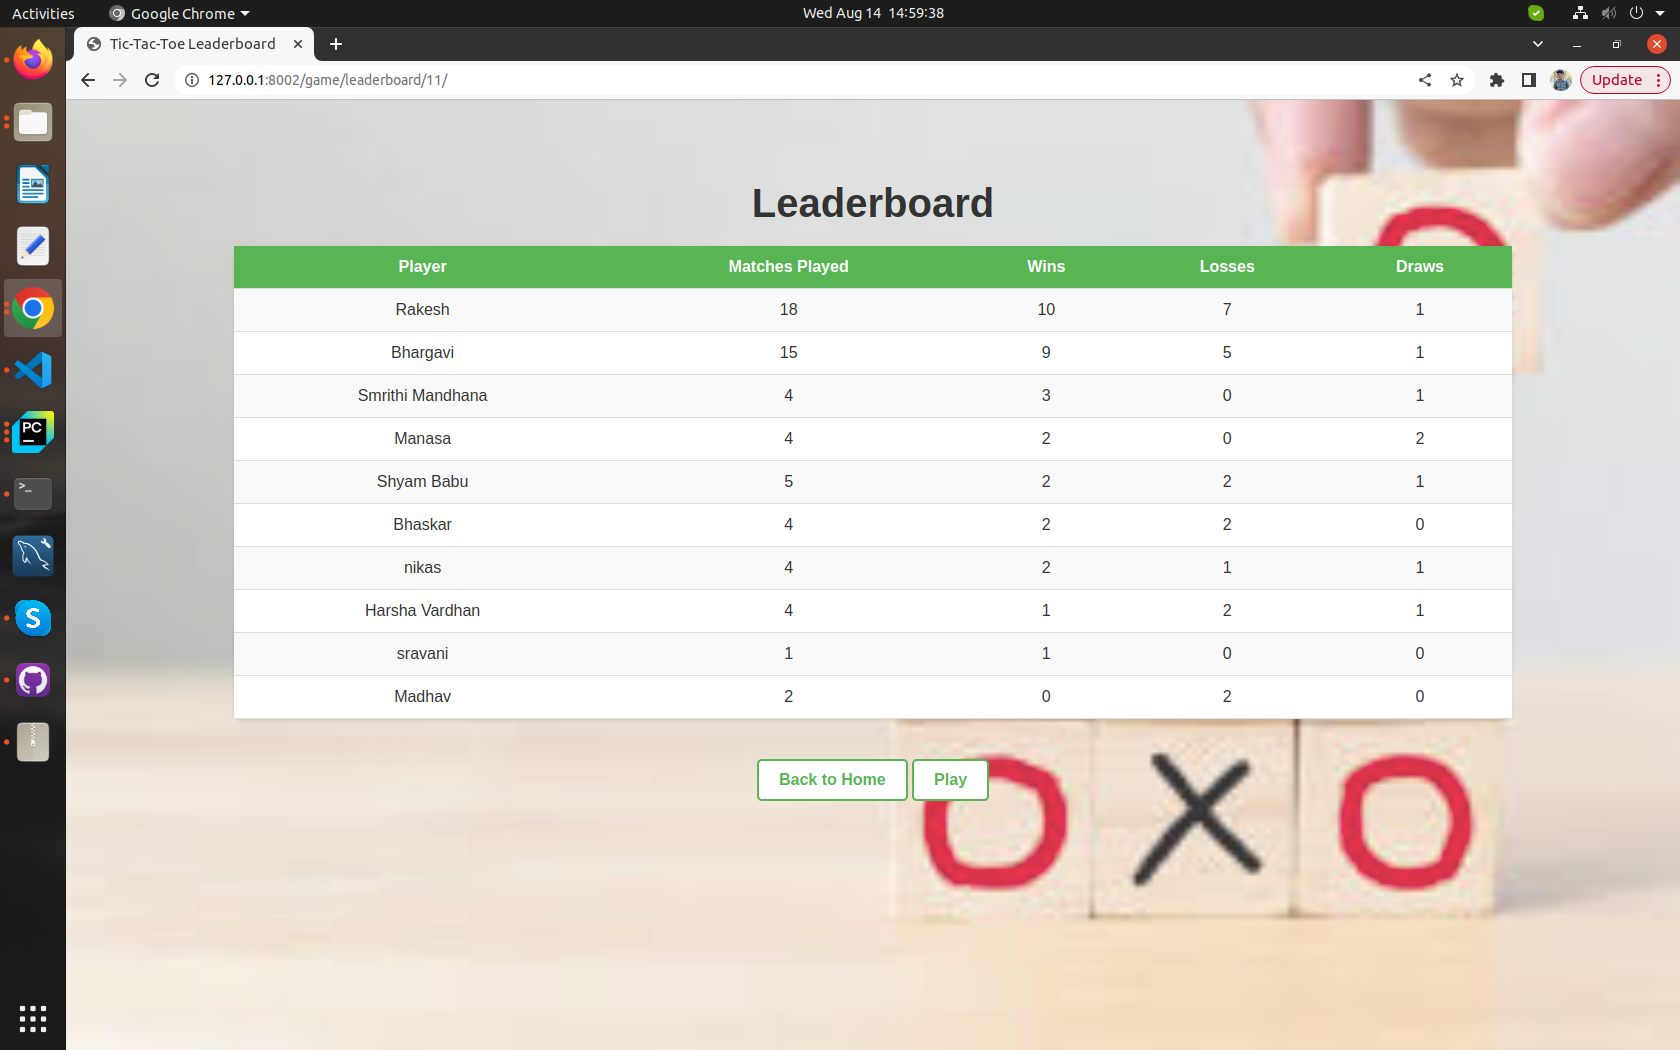 Activities Google Chrome Wed Aug 14 14:59:38
Tic-Tac-Toe Leaderboard
127.0.0.1:8002/game/leaderboard/11/ Update
Leaderboard
Player Matches Played Wins Losses Draws
Rakesh 18 10 7 1
Bhargavi 15 9 5 1
Smrithi Mandhana 4 3 0 1
Manasa 4 2 0 2
Shyam Babu 5 2 2 1
Bhaskar 4 2 2 0
nikas 4 2 1 1
Harsha Vardhan 4 1 2 1
sravani 1 1 0 0
Madhav 2 0 2 0
Back to Home Play
O X O
PC
>_
S